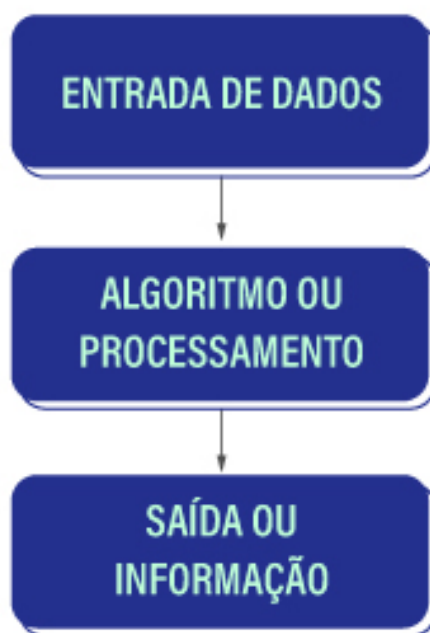 ENTRADA DE DADOS
ALGORITMO OU
PROCESSAMENTO
SAÍDA OU
INFORMAÇÃO